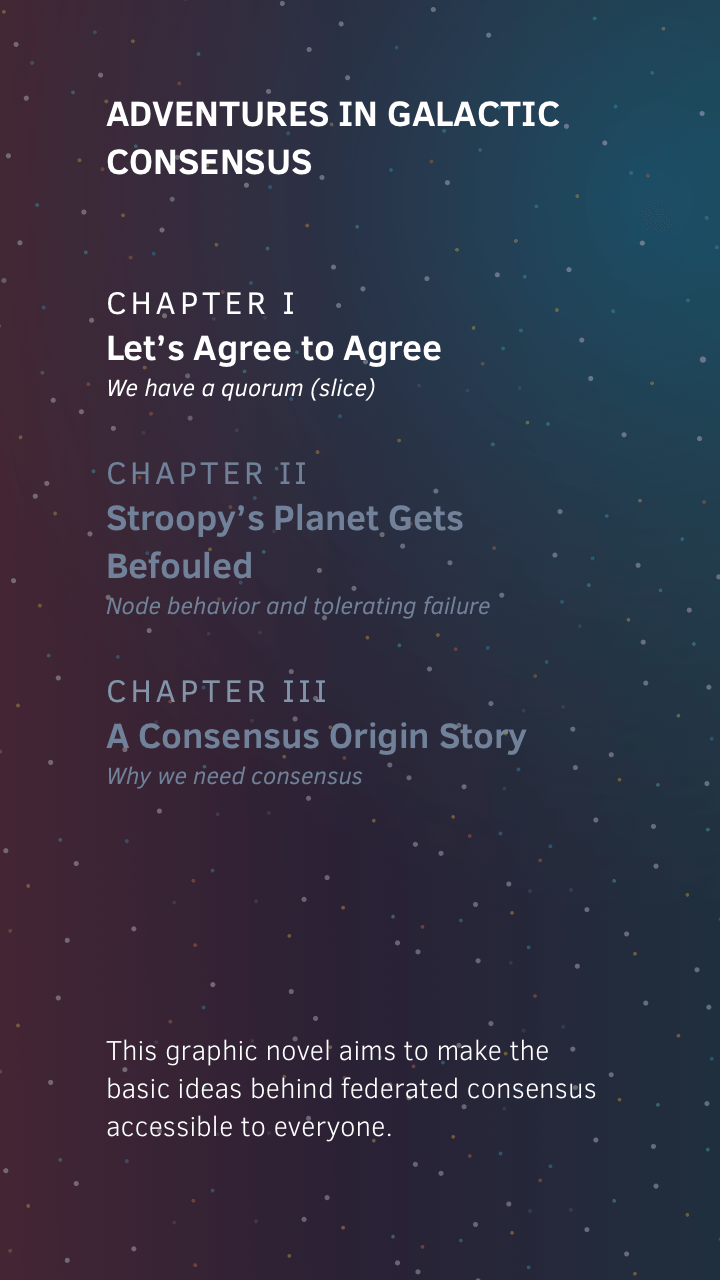 ADVENTURES IN GALACTIC
CONSENSUS
CHAPTER I
Let’s Agree to Agree
We have a quorum (slice)
CHAPTER II
Stroopy’s Planet Gets
Befouled
Node behavior and tolerating failure
CHAPTER III
A Consensus Origin Story
Why we need consensus
This graphic novel aims to make the
basic ideas behind federated consensus
accessible to everyone.